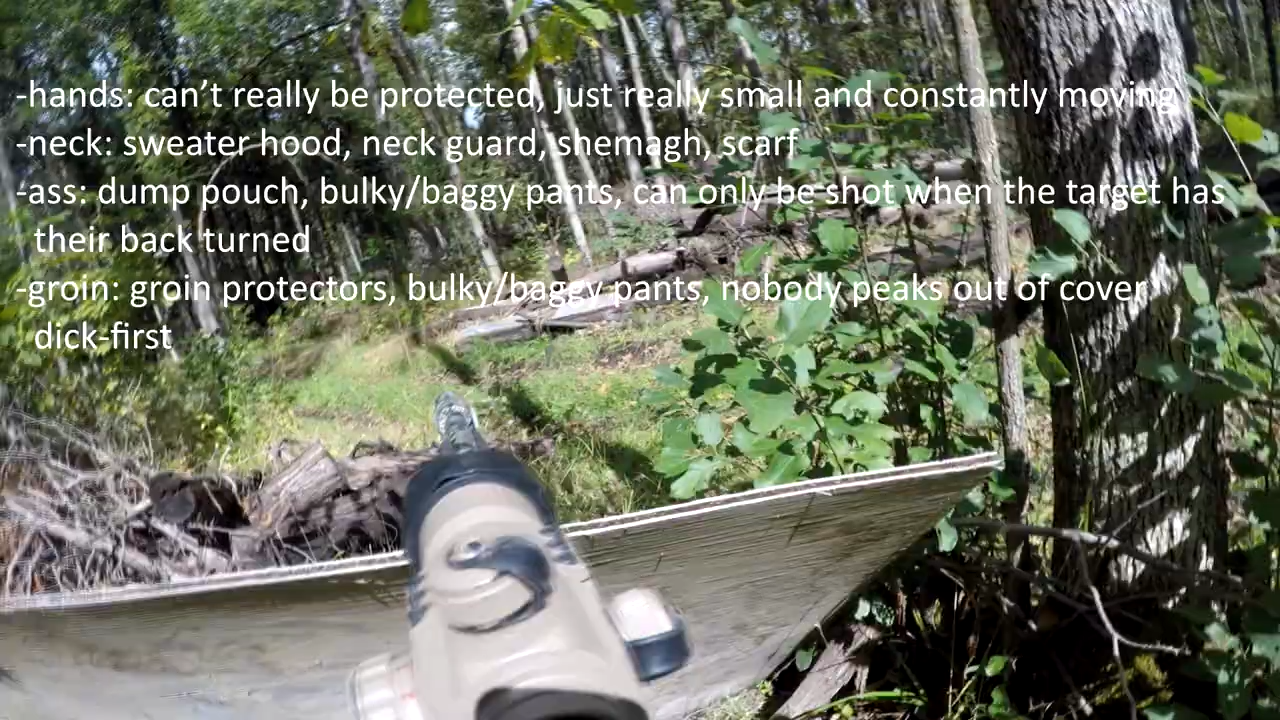 -hands: can’t really be protected, just really small and constantly moving
-neck: sweater hood, neck guard, shemagh, scarf
-ass: dump pouch, bulky/baggy pants, can only be shot when the target has
their back turned
-groin: groin protectors, bulky/baggy pants, nobody peaks out of cover
dick-first